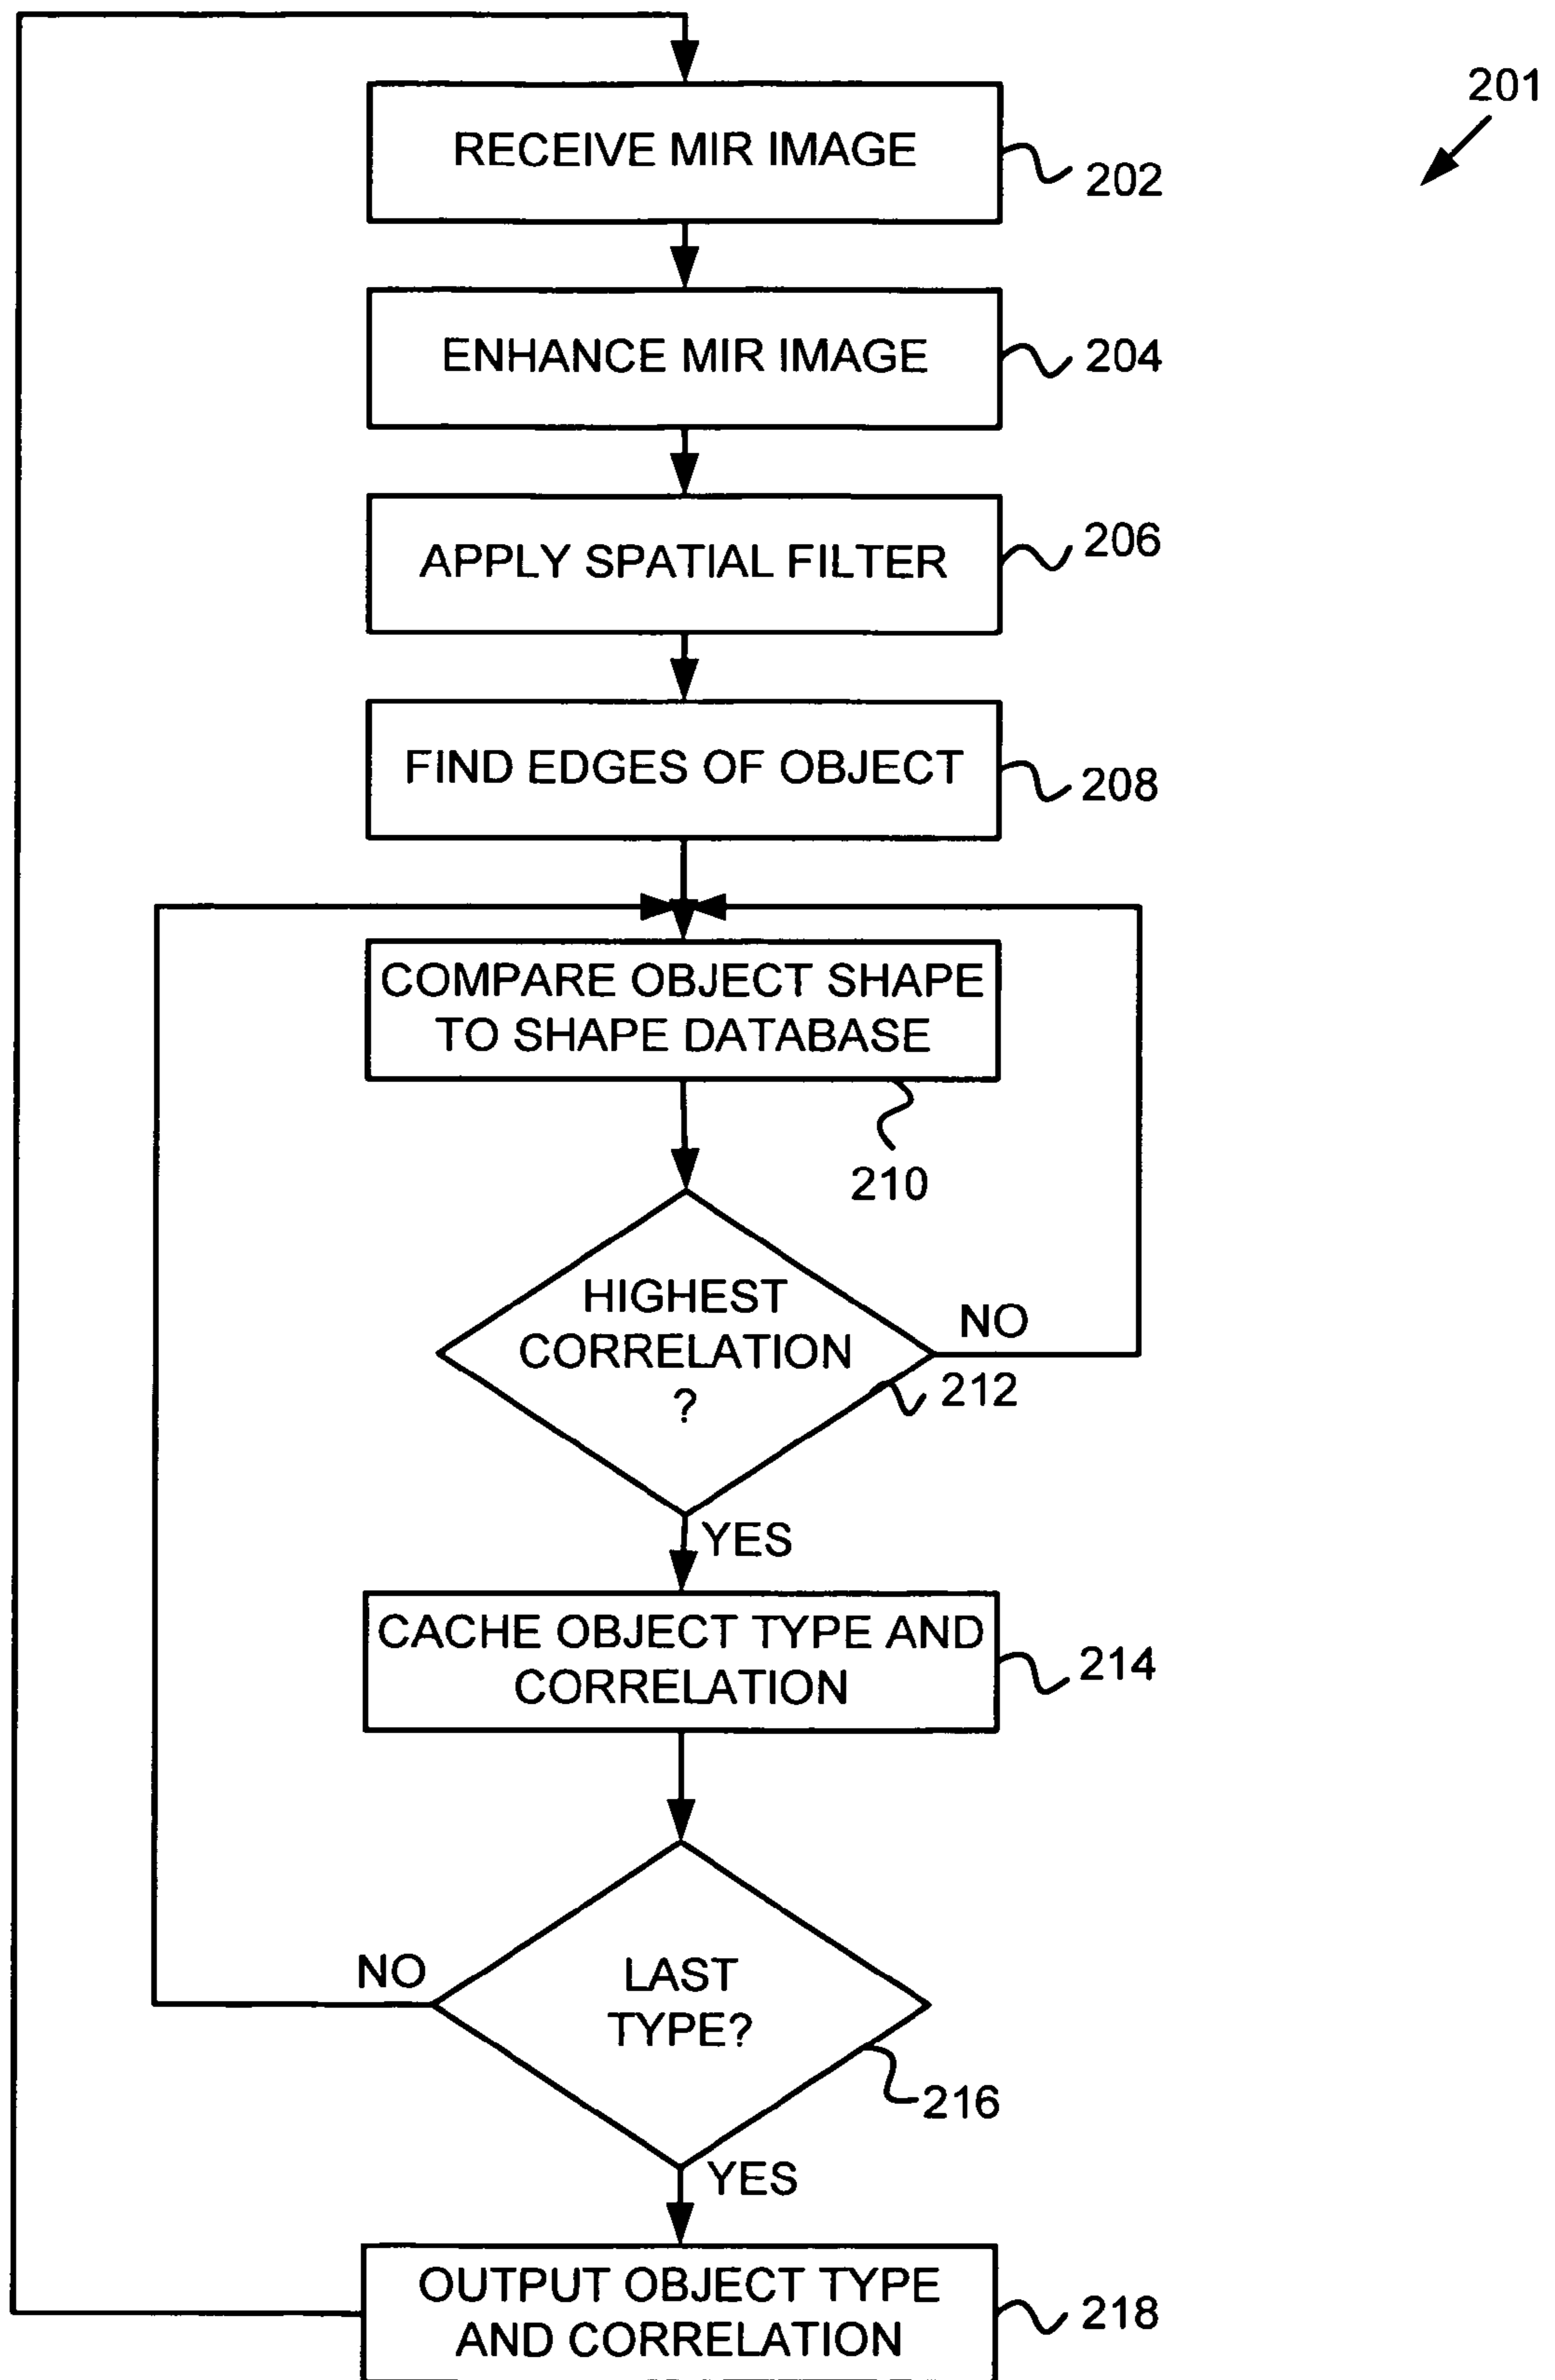 201
RECEIVE MIR IMAGE
202
ENHANCE MIR IMAGE
204
APPLY SPATIAL FILTER
206
FIND EDGES OF OBJECT
208
COMPARE OBJECT SHAPE
TO SHAPE DATABASE
210
HIGHEST
CORRELATION
?
NO
212
YES
CACHE OBJECT TYPE AND
CORRELATION
214
LAST
TYPE?
NO
216
YES
OUTPUT OBJECT TYPE
AND CORRELATION
218